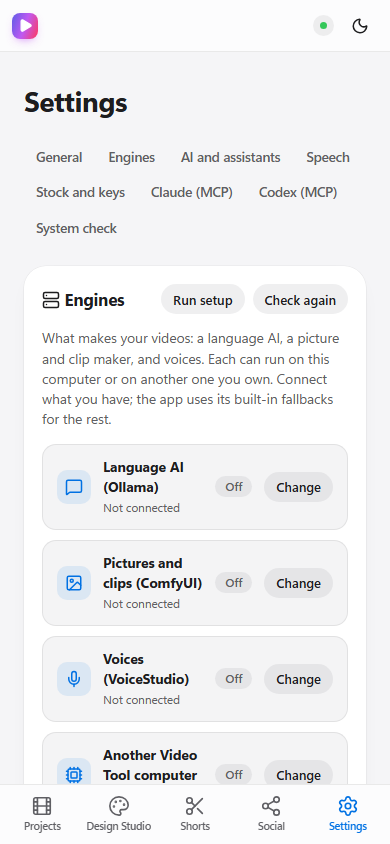 Settings
General Engines AI and assistants Speech
Stock and keys Claude (MCP) Codex (MCP)
System check
Engines Run setup Check again
What makes your videos: a language AI, a picture
and clip maker, and voices. Each can run on this
computer or on another one you own. Connect
what you have; the app uses its built-in fallbacks
for the rest.
Language AI
(Ollama)
Not connected
Off Change
Pictures and
clips (ComfyUI)
Not connected
Off Change
Voices
(VoiceStudio)
Not connected
Off Change
Another Video
Tool computer
Off Change
Projects Design Studio Shorts Social Settings